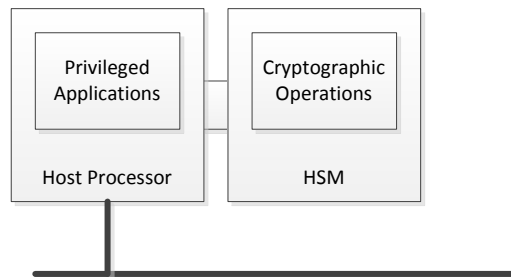 Privileged
Applications
Host Processor
Cryptographic
Operations
HSM